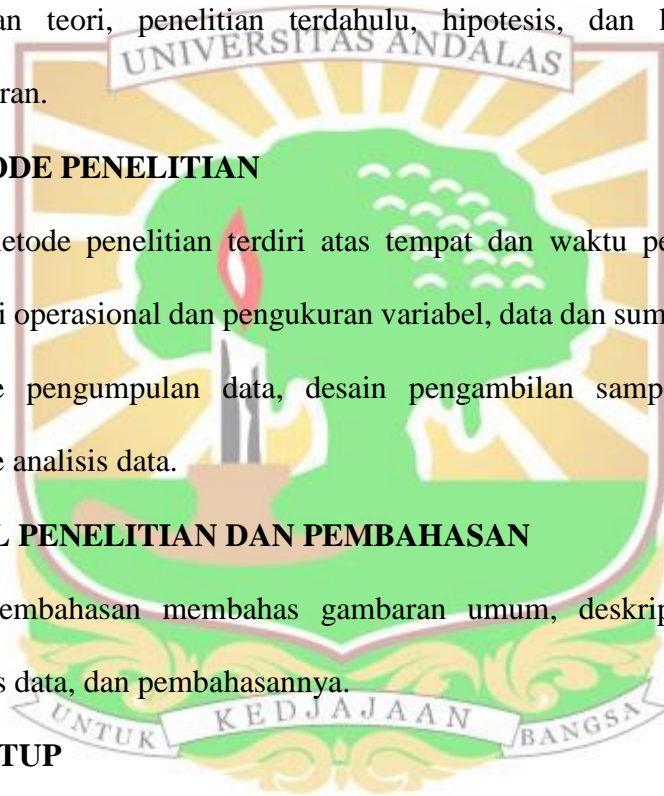 an teori, penelitian terdahulu, hipotesis, dan
UNIVERSITAS ANDALAS
ran.
ODE PENELITIAN
etode penelitian terdiri atas tempat dan waktu pe
i operasional dan pengukuran variabel, data dan sum
e pengumpulan data, desain pengambilan samp
e analisis data.
L PENELITIAN DAN PEMBAHASAN
embahasan membahas gambaran umum, deskrip
s data, dan pembahasannya.
UNTUK KEDJAJAAN BANGSA
TUP